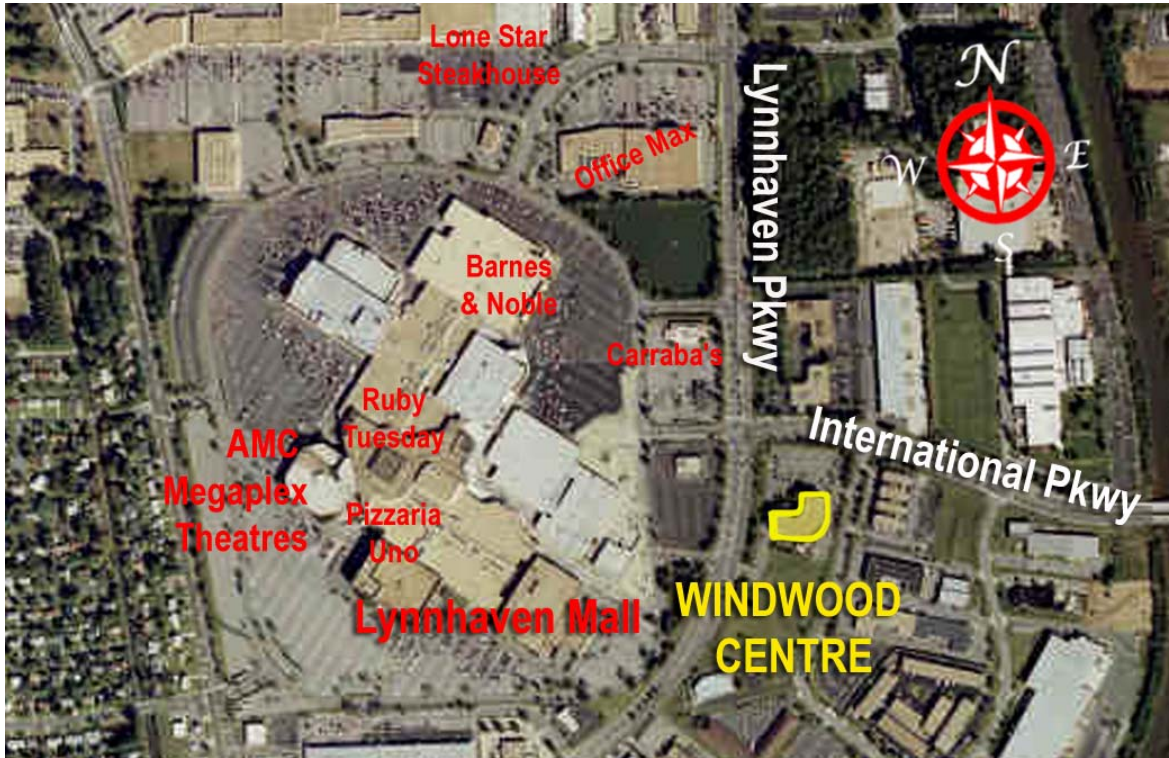 Lone Star
Steakhouse
Office Max
Lynnhaven Pkwy
N
W
E
S
Barnes
& Noble
Carraba's
Ruby
Tuesday
AMC
Megaplex
Theatres
Pizzaria
Uno
International Pkwy
Lynnhaven Mall
WINDWOOD
CENTRE